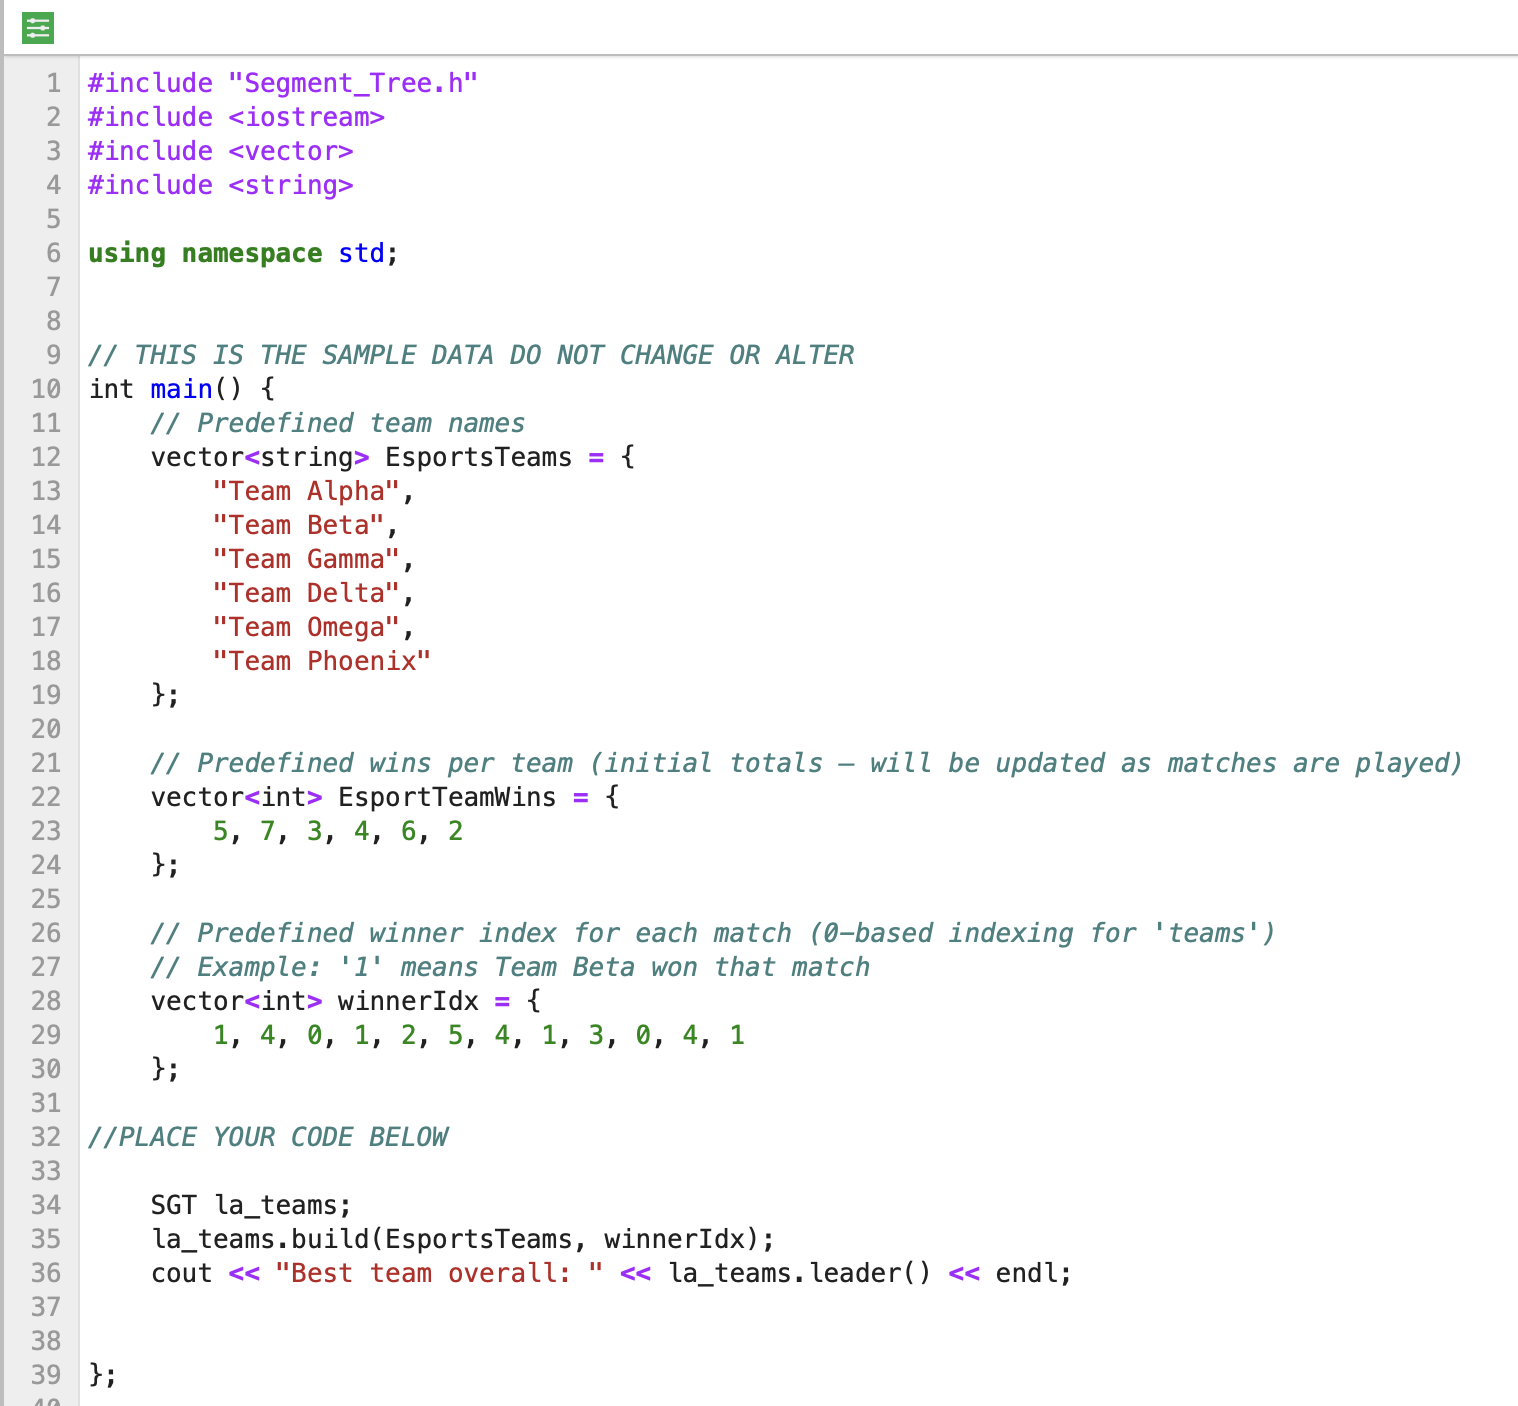 1 #include "Segment_Tree.h"
2 #include <iostream>
3 #include <vector>
4 #include <string>
5
6 using namespace std;
7
8
9 // THIS IS THE SAMPLE DATA DO NOT CHANGE OR ALTER
10 int main() {
11     // Predefined team names
12     vector<string> EsportsTeams = {
13         "Team Alpha",
14         "Team Beta",
15         "Team Gamma",
16         "Team Delta",
17         "Team Omega",
18         "Team Phoenix"
19     };
20
21     // Predefined wins per team (initial totals – will be updated as matches are played)
22     vector<int> EsportTeamWins = {
23         5, 7, 3, 4, 6, 2
24     };
25
26     // Predefined winner index for each match (0-based indexing for 'teams')
27     // Example: '1' means Team Beta won that match
28     vector<int> winnerIdx = {
29         1, 4, 0, 1, 2, 5, 4, 1, 3, 0, 4, 1
30     };
31
32 //PLACE YOUR CODE BELOW
33
34     SGT la_teams;
35     la_teams.build(EsportsTeams, winnerIdx);
36     cout << "Best team overall: " << la_teams.leader() << endl;
37
38
39 };
40